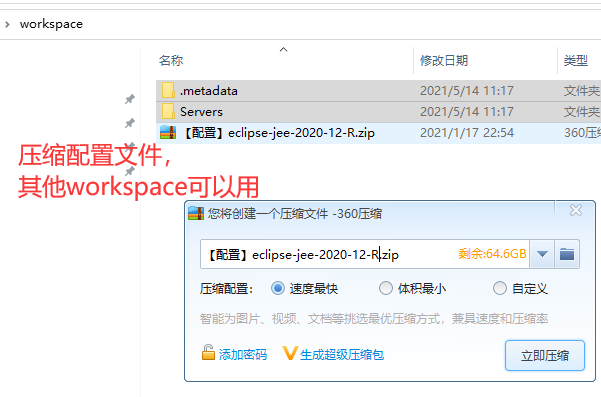 workspace
名称
修改日期
类型
.metadata
2021/5/14 11:17
文件夹
Servers
2021/5/14 11:17
文件夹
【配置】eclipse-jee-2020-12-R.zip
2021/1/17 22:54
360压缩
压缩配置文件，
其他workspace可以用
您将创建一个压缩文件 -360压缩
【配置】eclipse-jee-2020-12-R.zip
剩余:64.6GB
压缩配置：
速度最快
体积最小
自定义
智能为图片、视频、文档等挑选最优压缩方式，兼具速度和压缩率
添加密码
生成超级压缩包
立即压缩